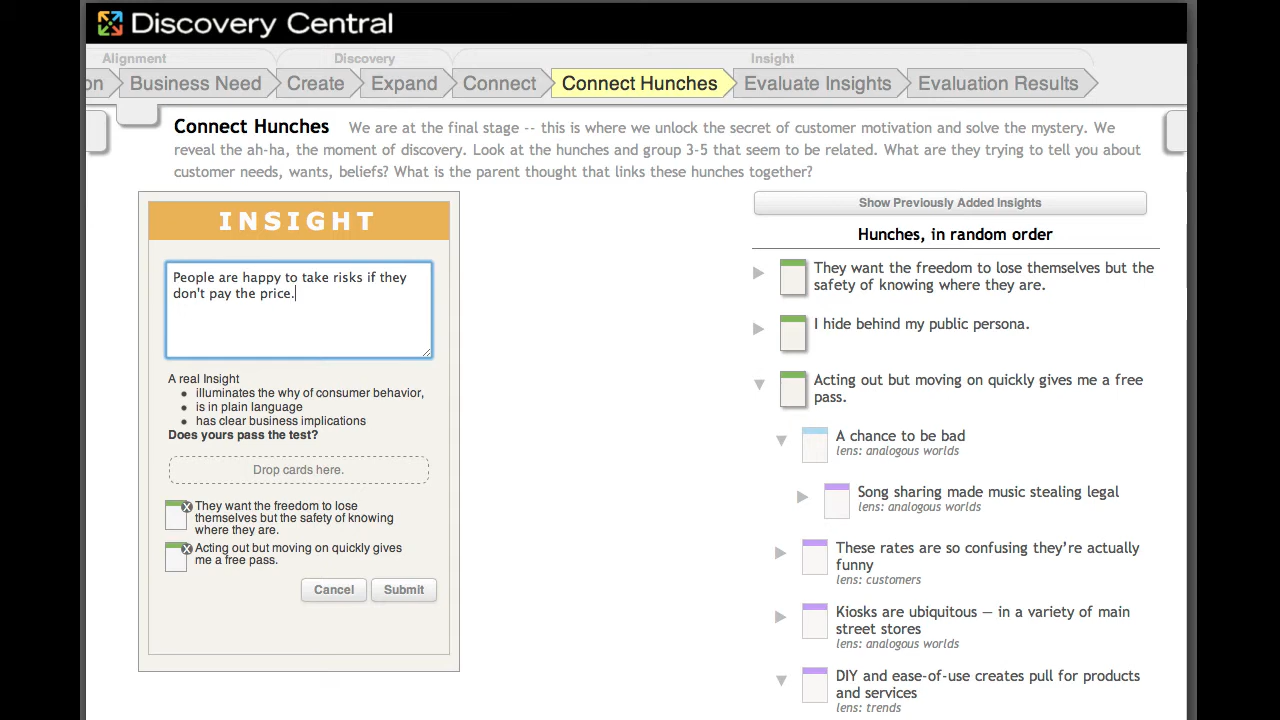 Discovery Central
Alignment
Discovery
Insight
on
Business Need
Create
Expand
Connect
Connect Hunches
Evaluate Insights
Evaluation Results
Connect Hunches We are at the final stage -- this is where we unlock the secret of customer motivation and solve the mystery. We
reveal the ah-ha, the moment of discovery. Look at the hunches and group 3-5 that seem to be related. What are they trying to tell you about
customer needs, wants, beliefs? What is the parent thought that links these hunches together?
INSIGHT
People are happy to take risks if they
don't pay the price.
A real Insight
• illuminates the why of consumer behavior,
• is in plain language
• has clear business implications
Does yours pass the test?
Drop cards here.
They want the freedom to lose
themselves but the safety of knowing
where they are.
Acting out but moving on quickly gives
me a free pass.
Cancel
Submit
Show Previously Added Insights
Hunches, in random order
They want the freedom to lose themselves but the
safety of knowing where they are.
I hide behind my public persona.
Acting out but moving on quickly gives me a free
pass.
A chance to be bad
lens: analogous worlds
Song sharing made music stealing legal
lens: analogous worlds
These rates are so confusing they’re actually
funny
lens: customers
Kiosks are ubiquitous — in a variety of main
street stores
lens: analogous worlds
DIY and ease-of-use creates pull for products
and services
lens: trends